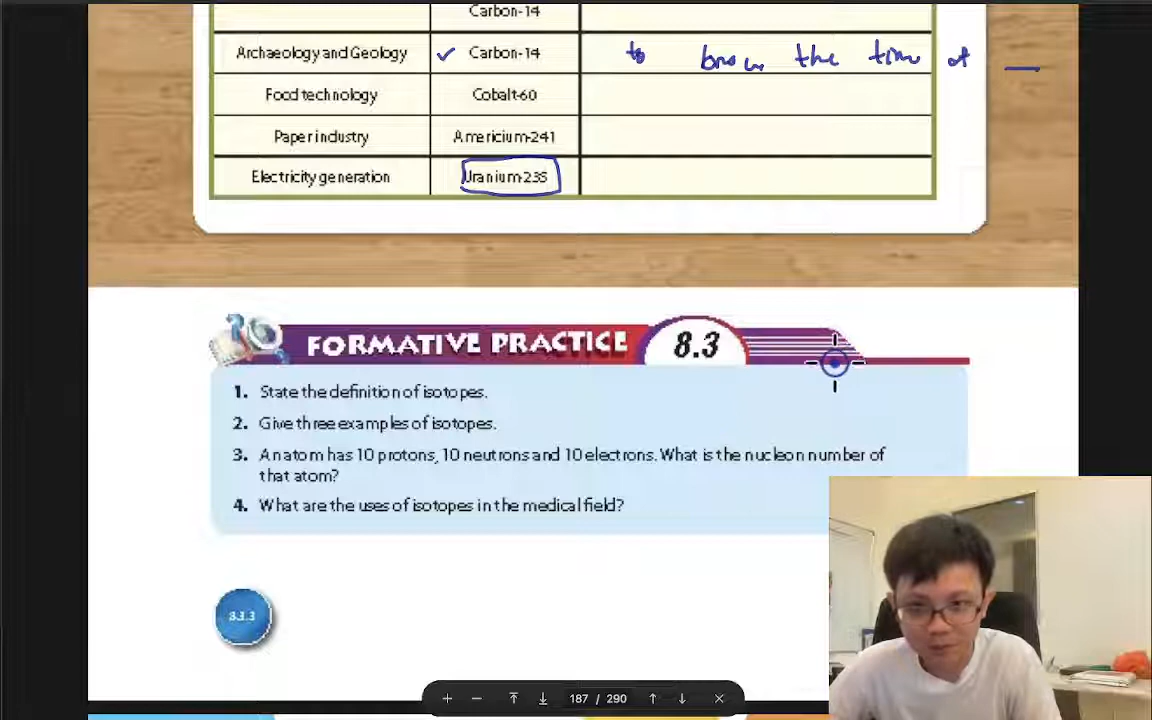 Carbon-14
Archaeology and Geology ✓ Carbon-14 to know the time of
Food technology Cobalt-60
Paper industry Americium-241
Electricity generation Uranium-235
FORMATIVE PRACTICE 8.3
1. State the definition of isotopes.
2. Give three examples of isotopes.
3. An atom has 10 protons, 10 neutrons and 10 electrons. What is the nucleon number of
that atom?
4. What are the uses of isotopes in the medical field?
8.3.3
187 / 290